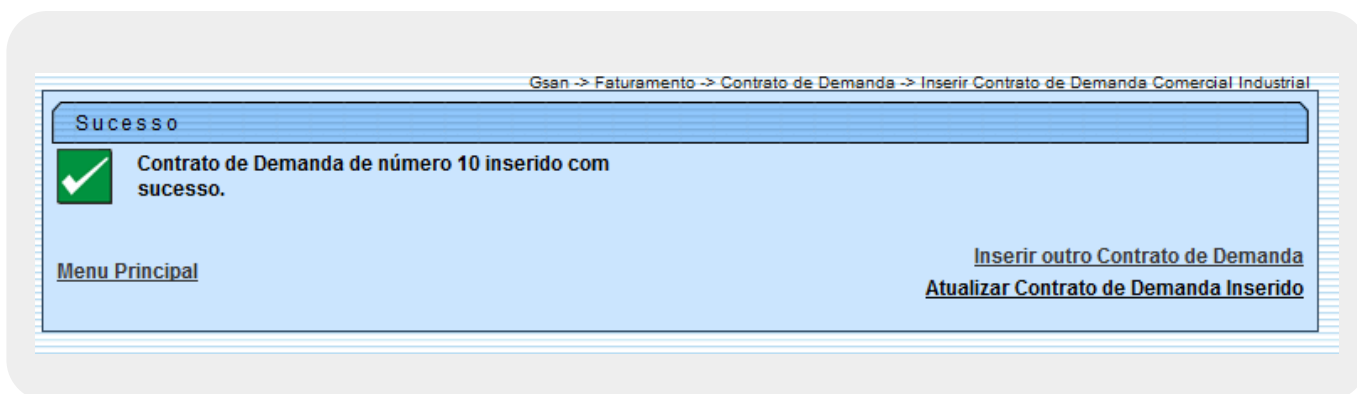 Gsan -> Faturamento -> Contrato de Demanda -> Inserir Contrato de Demanda Comercial Industrial
Sucesso
Contrato de Demanda de número 10 inserido com
sucesso.
Inserir outro Contrato de Demanda
Menu Principal
Atualizar Contrato de Demanda Inserido